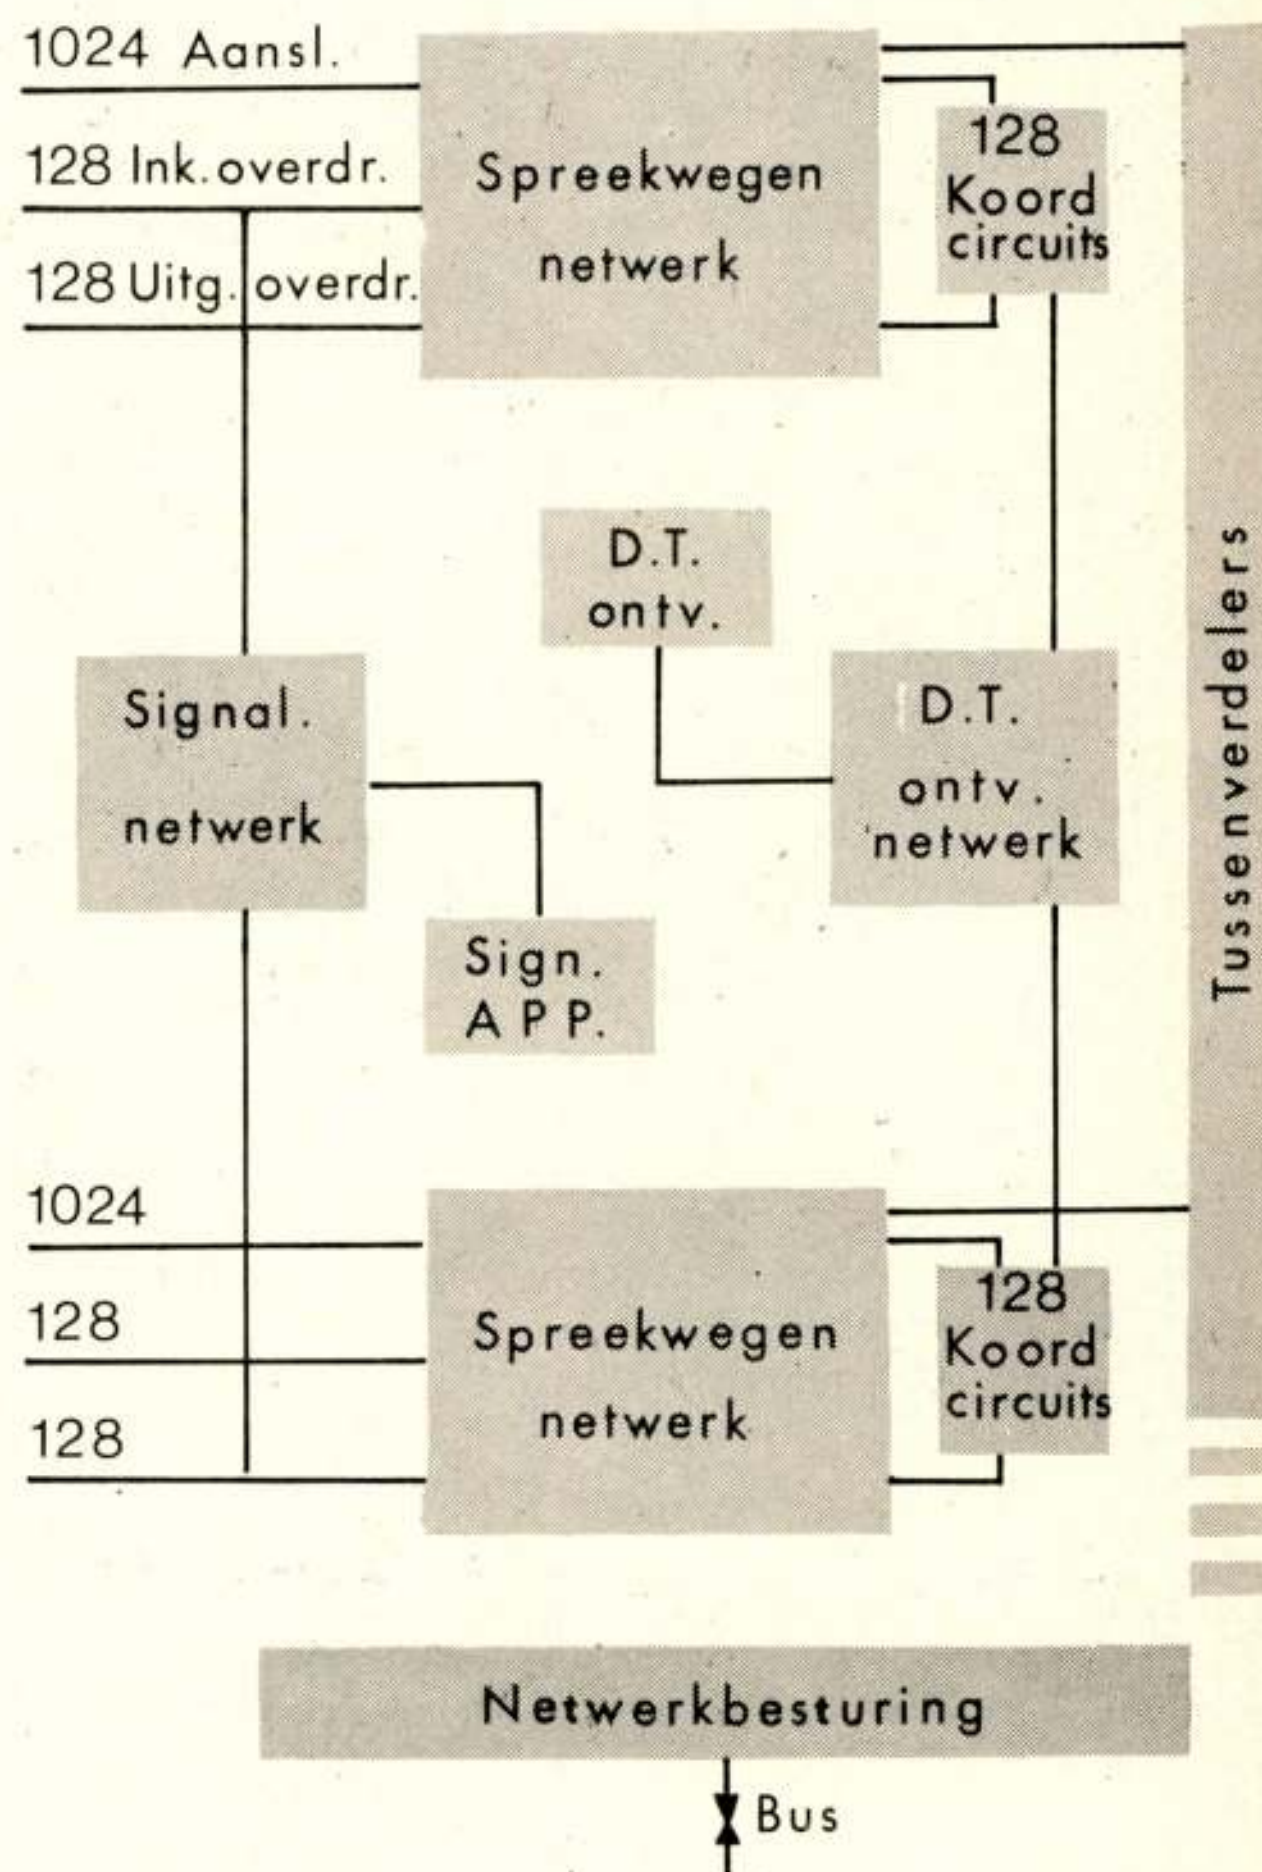 1024 Aansl.
128 Ink. overdr.
128 Uitg. overdr.
Spreekwegen
netwerk
128
Koord
circuits
D.T.
ontv.
Signal.
netwerk
D.T.
ontv.
netwerk
Sign.
APP.
Tussenverdelers
1024
128
128
Spreekwegen
netwerk
128
Koord
circuits
Netwerkbesturing
Bus